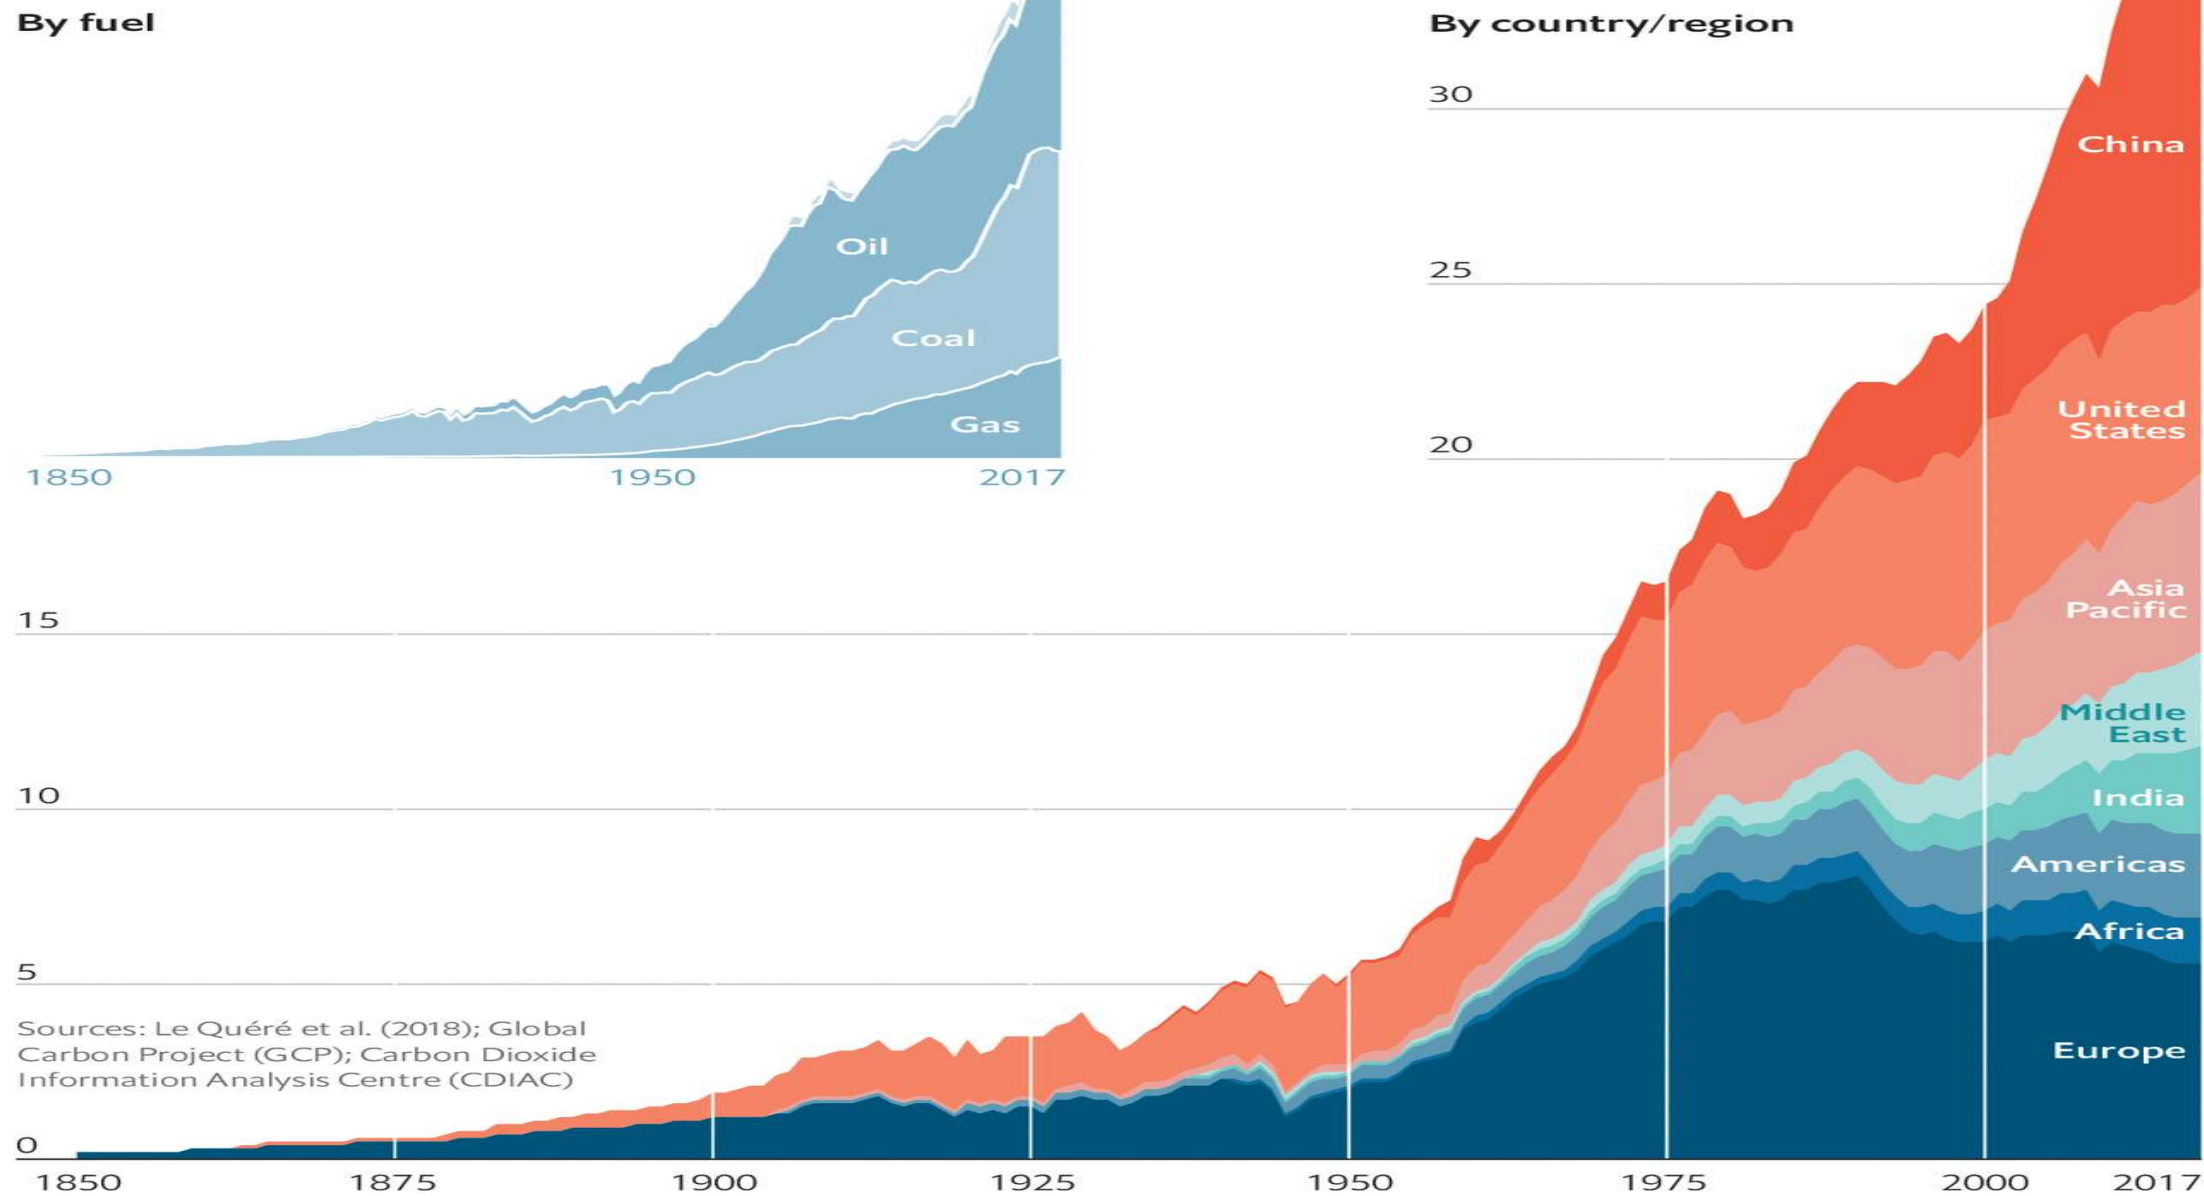 By fuel
Oil
Coal
Gas
1850 1950 2017
By country/region
30
25
20
15
10
5
0
China
United
States
Asia
Pacific
Middle
East
India
Americas
Africa
Europe
Sources: Le Quéré et al. (2018); Global
Carbon Project (GCP); Carbon Dioxide
Information Analysis Centre (CDIAC)
1850 1875 1900 1925 1950 1975 2000 2017